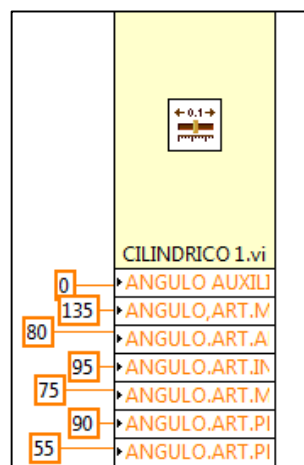 ←0.1→
CILINDRICO 1.vi
0 ANGULO AUXILI
135 ANGULO,ART.M
80 ANGULO.ART.A
95 ANGULO.ART.IN
75 ANGULO.ART.M
90 ANGULO.ART.PI
55 ANGULO.ART.PI